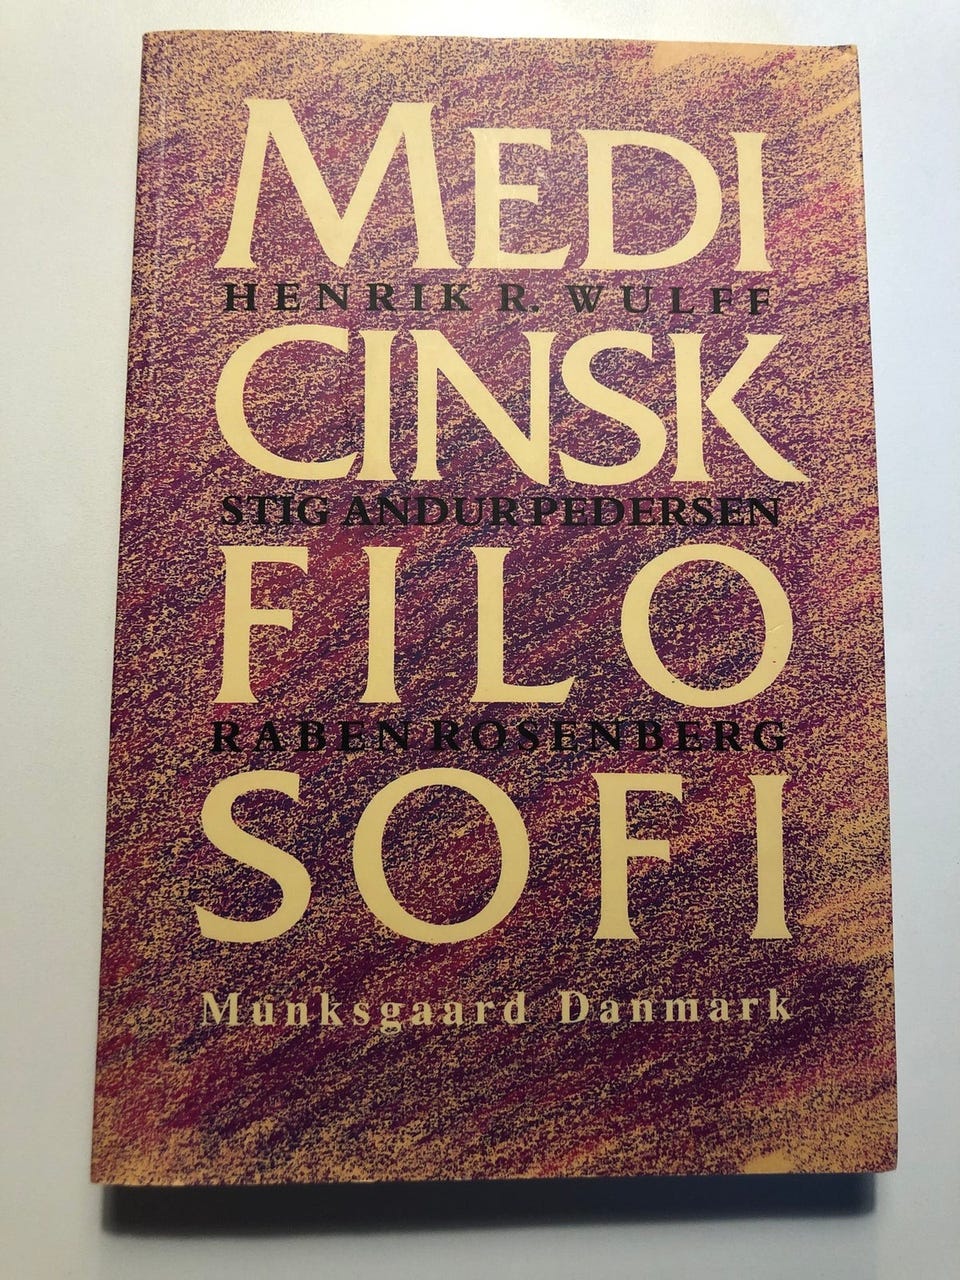 MEDI
HENRIK R. WULFF
CINSK
STIG ANDUR PEDERSEN
FILO
RABEN ROSENBERG
SOFI
Munksgaard Danmark